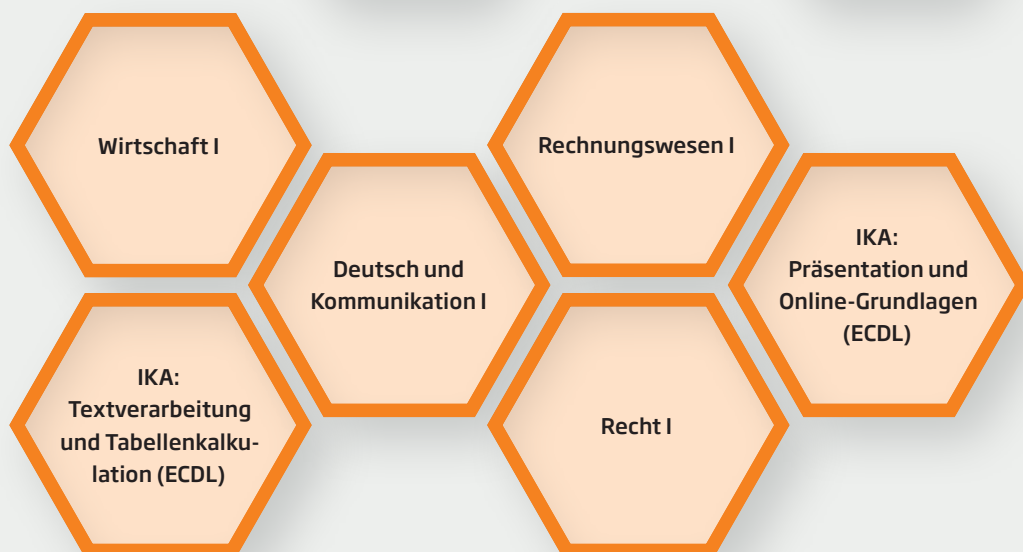 Wirtschaft I
Rechnungswesen I
Deutsch und
Kommunikation I
IKA:
Präsentation und
Online-Grundlagen
(ECDL)
IKA:
Textverarbeitung
und Tabellenkalku-
lation (ECDL)
Recht I